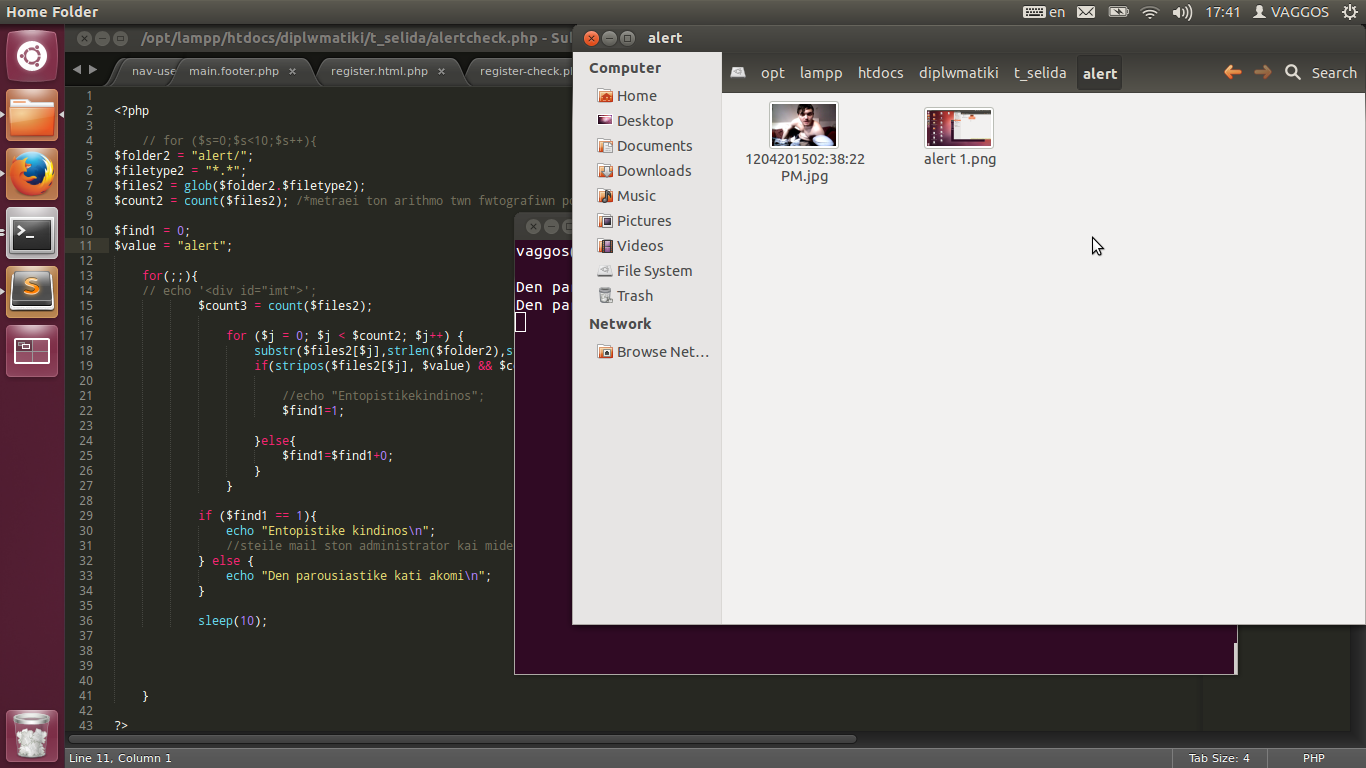 Home Folder
en
17:41
VAGGOS
/opt/lampp/htdocs/diplwmatiki/t_selida/alertcheck.php - Sul
nav-use
main.footer.php ×
register.html.php ×
register-check.p
1
2 <?php
3
4 // for ($s=0;$s<10;$s++){
5 $folder2 = "alert/";
6 $filetype2 = "*.*";
7 $files2 = glob($folder2.$filetype2);
8 $count2 = count($files2); /*metraei ton arithmo twn fwtografiwn po
9
10 $find1 = 0;
11 $value = "alert";
12
13 for(;;){
14 // echo '<div id="imt">';
15 $count3 = count($files2);
16
17 for ($j = 0; $j < $count2; $j++) {
18 substr($files2[$j],strlen($folder2),s
19 if(stripos($files2[$j], $value) && $c
20
21 //echo "Entopistikekindinos";
22 $find1=1;
23
24 }else{
25 $find1=$find1+0;
26 }
27 }
28
29 if ($find1 == 1){
30 echo "Entopistike kindinos\n";
31 //steile mail ston administrator kai mide
32 } else {
33 echo "Den parousiastike kati akomi\n";
34 }
35
36 sleep(10);
37
38
39
40
41 }
42
43 ?>
Line 11, Column 1
Tab Size: 4
PHP
vaggos
Den pa
Den pa
alert
Computer
Home
Desktop
Documents
Downloads
Music
Pictures
Videos
File System
Trash
Network
Browse Net…
opt
lampp
htdocs
diplwmatiki
t_selida
alert
Search
1204201502:38:22
PM.jpg
alert 1.png